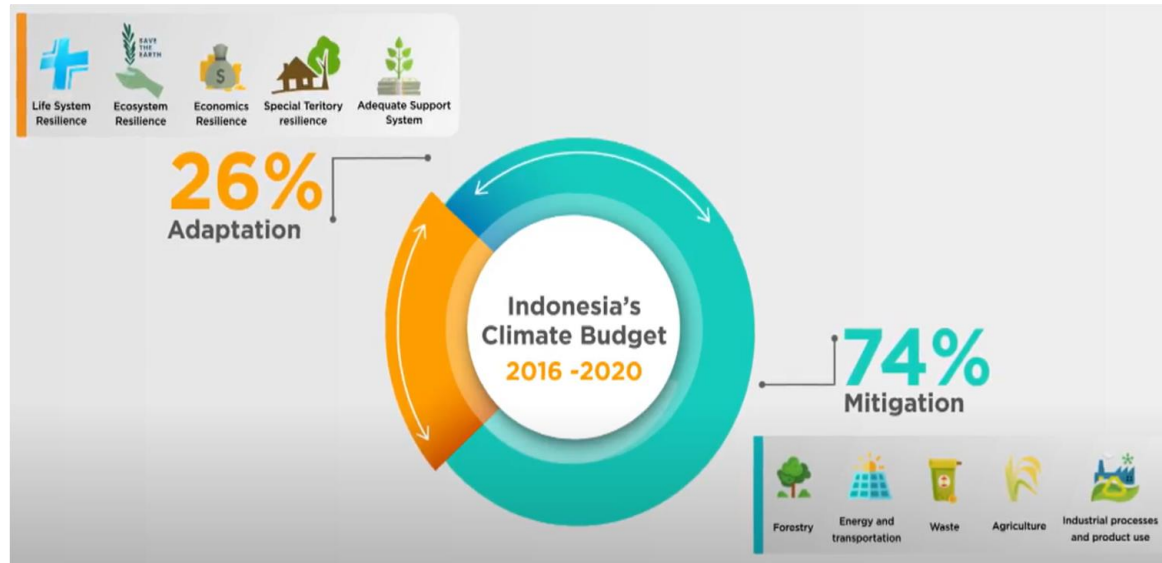 SAVE
THE
EARTH
Life System
Resilience
Ecosystem
Resilience
Economics
Resilience
Special Teritory
resilience
Adequate Support
System
26%
Adaptation
Indonesia's
Climate Budget
2016 -2020
74%
Mitigation
Forestry
Energy and
transportation
Waste
Agriculture
Industrial processes
and product use